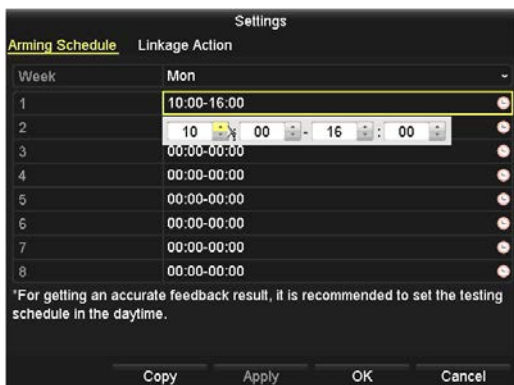 Settings
Arming Schedule Linkage Action
Week Mon
1 10:00-16:00
2 10 : 00 - 16 : 00
3 00:00-00:00
4 00:00-00:00
5 00:00-00:00
6 00:00-00:00
7 00:00-00:00
8 00:00-00:00
*For getting an accurate feedback result, it is recommended to set the testing
schedule in the daytime.
Copy Apply OK Cancel